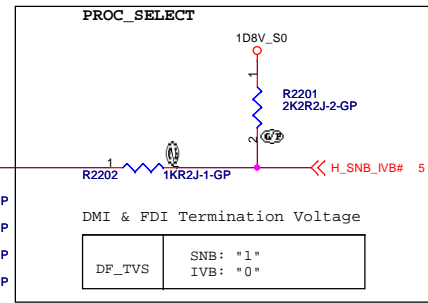 PROC_SELECT
1D8V_S0
1
R2201
2K2R2J-2-GP
2
G/P
1
R2202
1KR2J-1-GP
H_SNB_IVB# 5
P
DMI & FDI Termination Voltage
P
P
DF_TVS
SNB: "1"
IVB: "0"
P